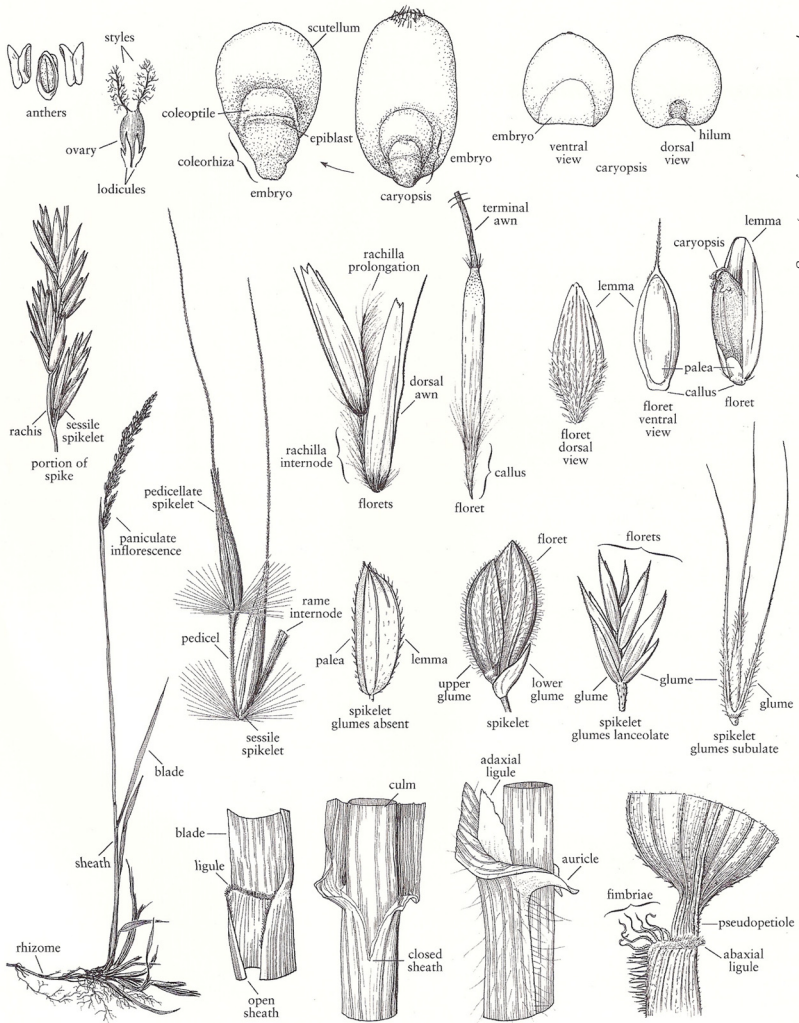 styles
anthers
ovary
lodicules
scutellum
coleoptile
epiblast
coleorhiza
embryo
embryo
caryopsis
embryo
ventral
view
hilum
dorsal
view
caryopsis
rachis
sessile
spikelet
portion of
spike
rachilla
prolongation
dorsal
awn
rachilla
internode
florets
terminal
awn
callus
floret
lemma
floret
dorsal
view
palea
callus
floret
ventral
view
caryopsis
lemma
floret
paniculate
inflorescence
pedicellate
spikelet
rame
internode
pedicel
sessile
spikelet
palea
lemma
spikelet
glumes absent
floret
upper
glume
lower
glume
spikelet
florets
glume
glume
spikelet
glumes lanceolate
glume
spikelet
glumes subulate
blade
sheath
rhizome
blade
ligule
open
sheath
culm
closed
sheath
adaxial
ligule
auricle
fimbriae
pseudopetiole
abaxial
ligule